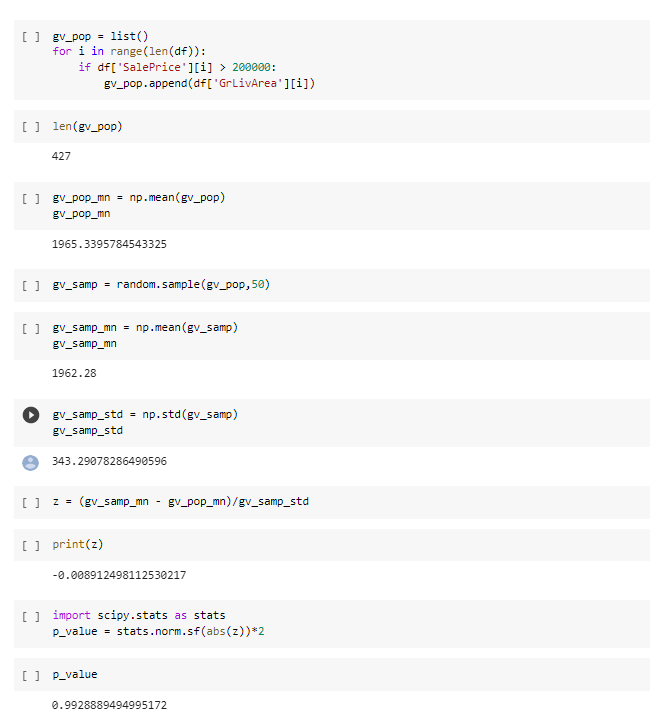 [ ] gv_pop = list()
for i in range(len(df)):
    if df['SalePrice'][i] > 200000:
        gv_pop.append(df['GrLivArea'][i])
[ ] len(gv_pop)
427
[ ] gv_pop_mn = np.mean(gv_pop)
gv_pop_mn
1965.3395784543325
[ ] gv_samp = random.sample(gv_pop,50)
[ ] gv_samp_mn = np.mean(gv_samp)
gv_samp_mn
1962.28
gv_samp_std = np.std(gv_samp)
gv_samp_std
343.29078286490596
[ ] z = (gv_samp_mn - gv_pop_mn)/gv_samp_std
[ ] print(z)
-0.008912498112530217
[ ] import scipy.stats as stats
p_value = stats.norm.sf(abs(z))*2
[ ] p_value
0.9928889494995172